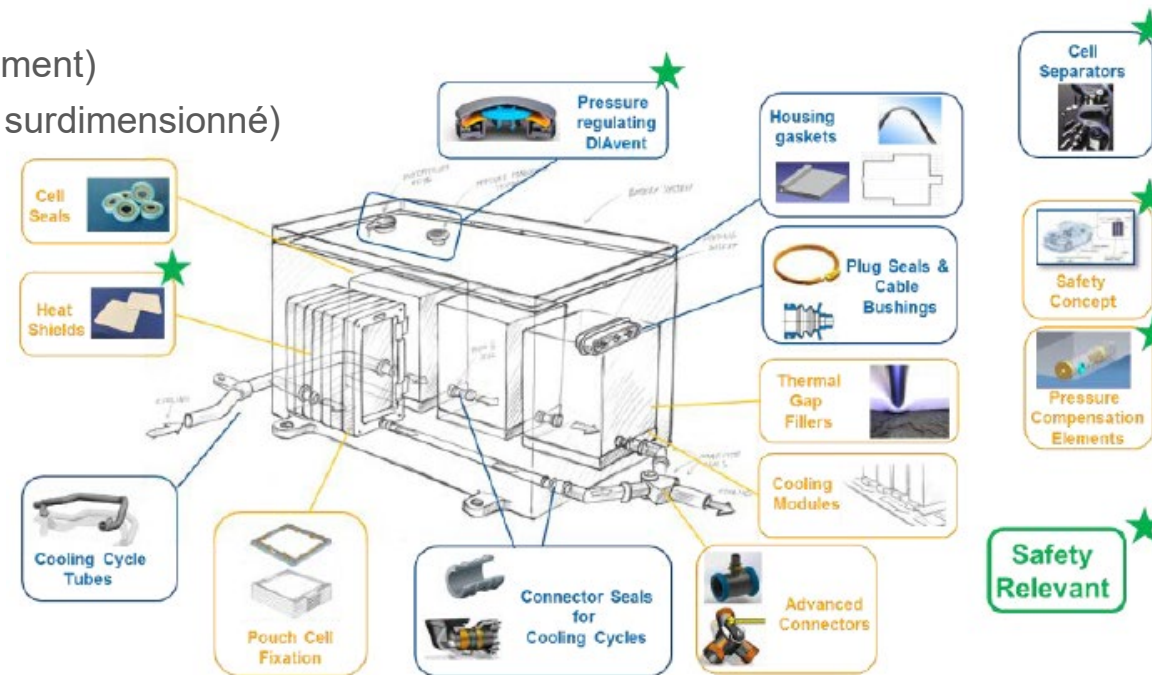 ment)
surdimensionné)
Cell
Separators
Pressure
regulating
DIAvent
Housing
gaskets
Cell
Seals
Plug Seals &
Cable
Bushings
Safety
Concept
Heat
Shields
Thermal
Gap
Fillers
Pressure
Compensation
Elements
Cooling
Modules
Cooling Cycle
Tubes
Connector Seals
for
Cooling Cycles
Advanced
Connectors
Pouch Cell
Fixation
Safety
Relevant